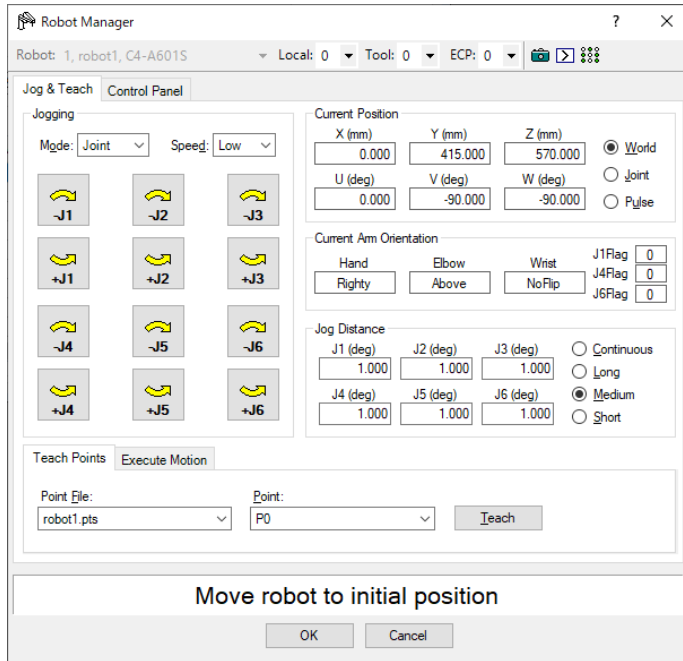 Robot Manager
? ×
Robot: 1, robot1, C4-A601S Local: 0 Tool: 0 ECP: 0
Jog & Teach Control Panel
Jogging
Mode: Joint Speed: Low
-J1 -J2 -J3
+J1 +J2 +J3
-J4 -J5 -J6
+J4 +J5 +J6
Current Position
X (mm) Y (mm) Z (mm)
0.000 415.000 570.000
U (deg) V (deg) W (deg)
0.000 -90.000 -90.000
World
Joint
Pulse
Current Arm Orientation
Hand Elbow Wrist
Righty Above NoFlip
J1Flag 0
J4Flag 0
J6Flag 0
Jog Distance
J1 (deg) J2 (deg) J3 (deg)
1.000 1.000 1.000
J4 (deg) J5 (deg) J6 (deg)
1.000 1.000 1.000
Continuous
Long
Medium
Short
Teach Points Execute Motion
Point File: Point:
robot1.pts P0 Teach
Move robot to initial position
OK Cancel